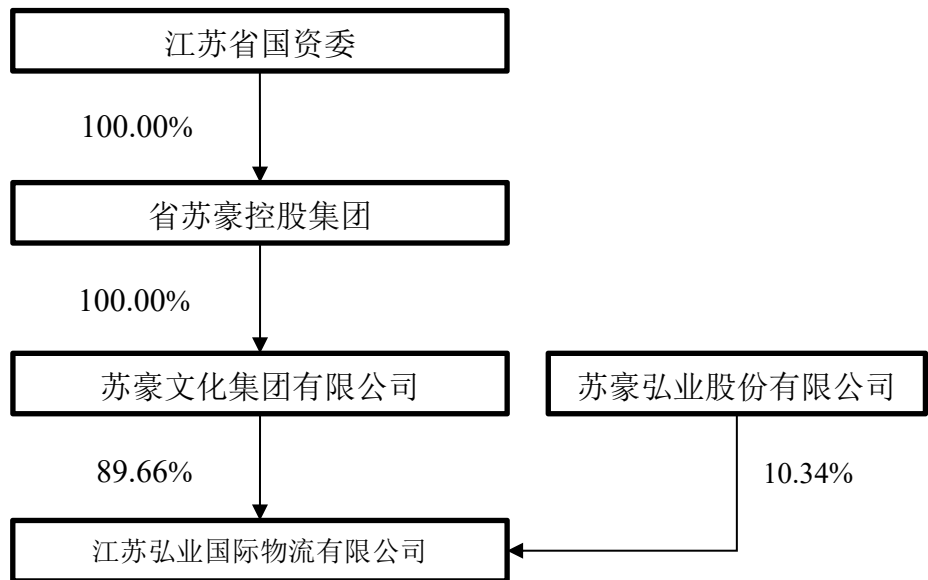 江苏省国资委
100.00%
省苏豪控股集团
100.00%
苏豪文化集团有限公司
苏豪弘业股份有限公司
89.66%
10.34%
江苏弘业国际物流有限公司